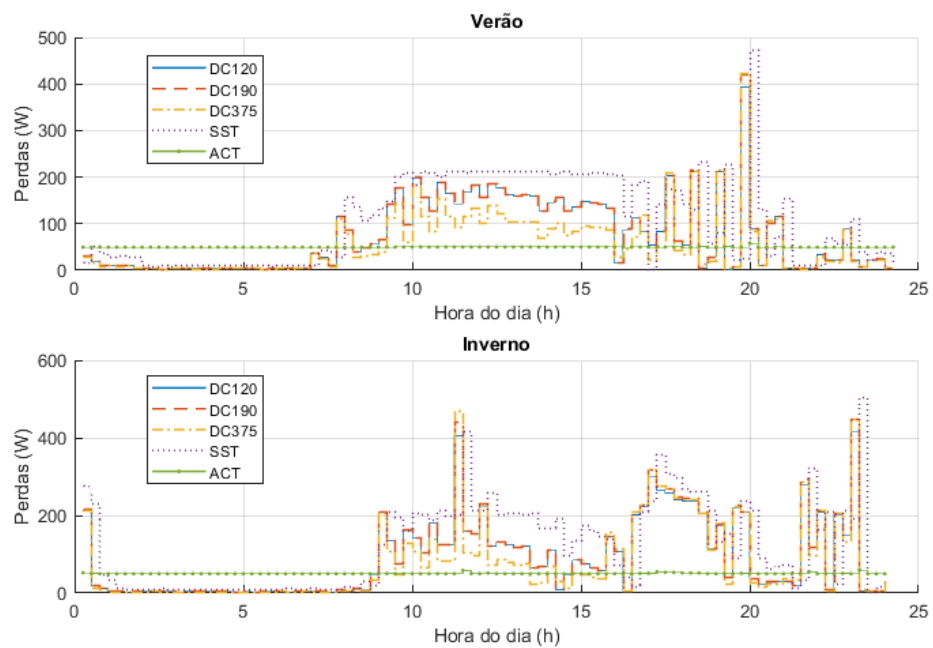 Verão
500
400
300
200
100
0
Perdas (W)
DC120
DC190
DC375
SST
ACT
0 5 10 15 20 25
Hora do dia (h)
Inverno
600
400
200
0
Perdas (W)
DC120
DC190
DC375
SST
ACT
0 5 10 15 20 25
Hora do dia (h)